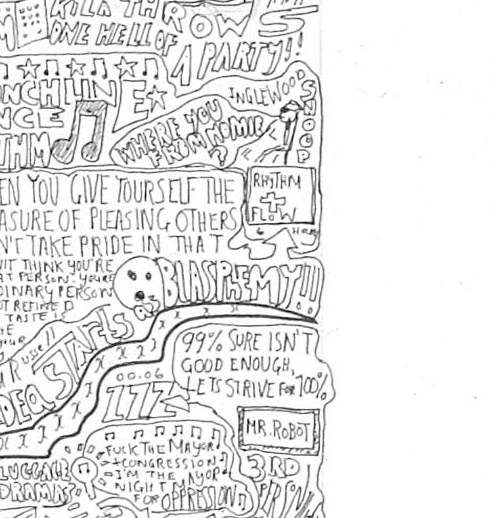 KILLA THROWS
ONE HELL OF
A PARTY!!
NCHLINE
NCE
THM
WHERE YOU
FROM HOMIE
?
INGLEWOOD
SNOOP
EN YOU GIVE YOURSELF THE
ASURE OF PLEASING OTHERS
N'T TAKE PRIDE IN THAT
RHYTHM
+
FLOW
THINK YOU'RE
AT PERSON. YOU'RE
DINARY PERSON
UT REFINED
TASTE IS
BLASPHEMY!!!
99% SURE ISN'T
GOOD ENOUGH,
LETS STRIVE FOR 100%
00.06
ZZZ
MR. ROBOT
FUCK THE MAYOR
+ CONGRESSION
I'M THE
NIGHT MAYOR
FOR OPPRESSION
LUGGAGE
DRAMAS
3RD